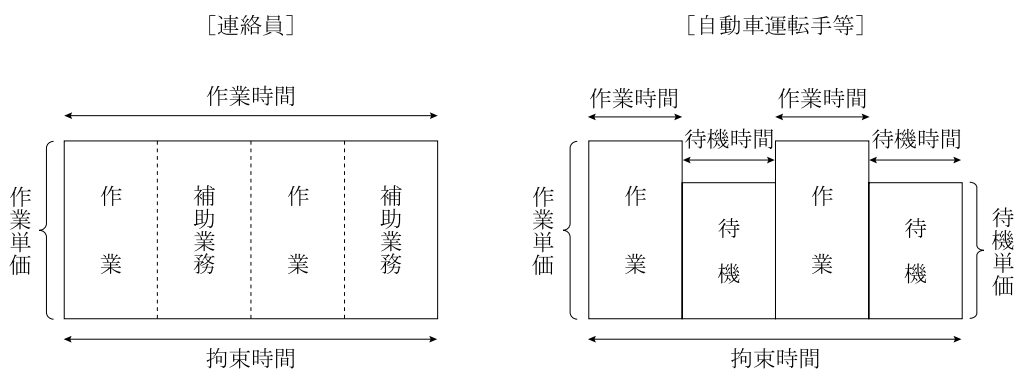 [連絡員]
作業時間
作業単価
作業
補助業務
作業
補助業務
拘束時間
[自動車運転手等]
作業時間
作業時間
待機時間
待機時間
作業単価
作業
待機
作業
待機
待機単価
拘束時間